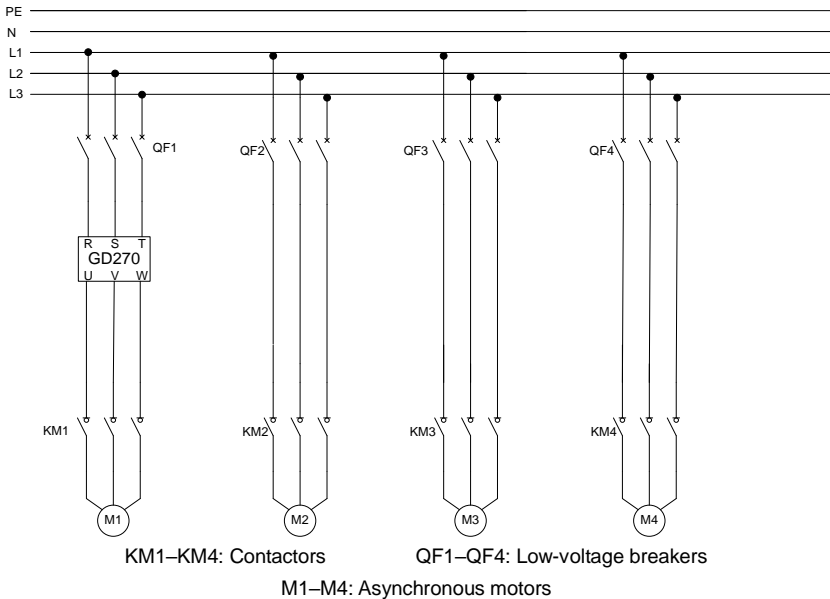 PE
N
L1
L2
L3
QF1
QF2
QF3
QF4
R S T
GD270
U V W
KM1
KM2
KM3
KM4
M1
M2
M3
M4
KM1–KM4: Contactors
QF1–QF4: Low-voltage breakers
M1–M4: Asynchronous motors